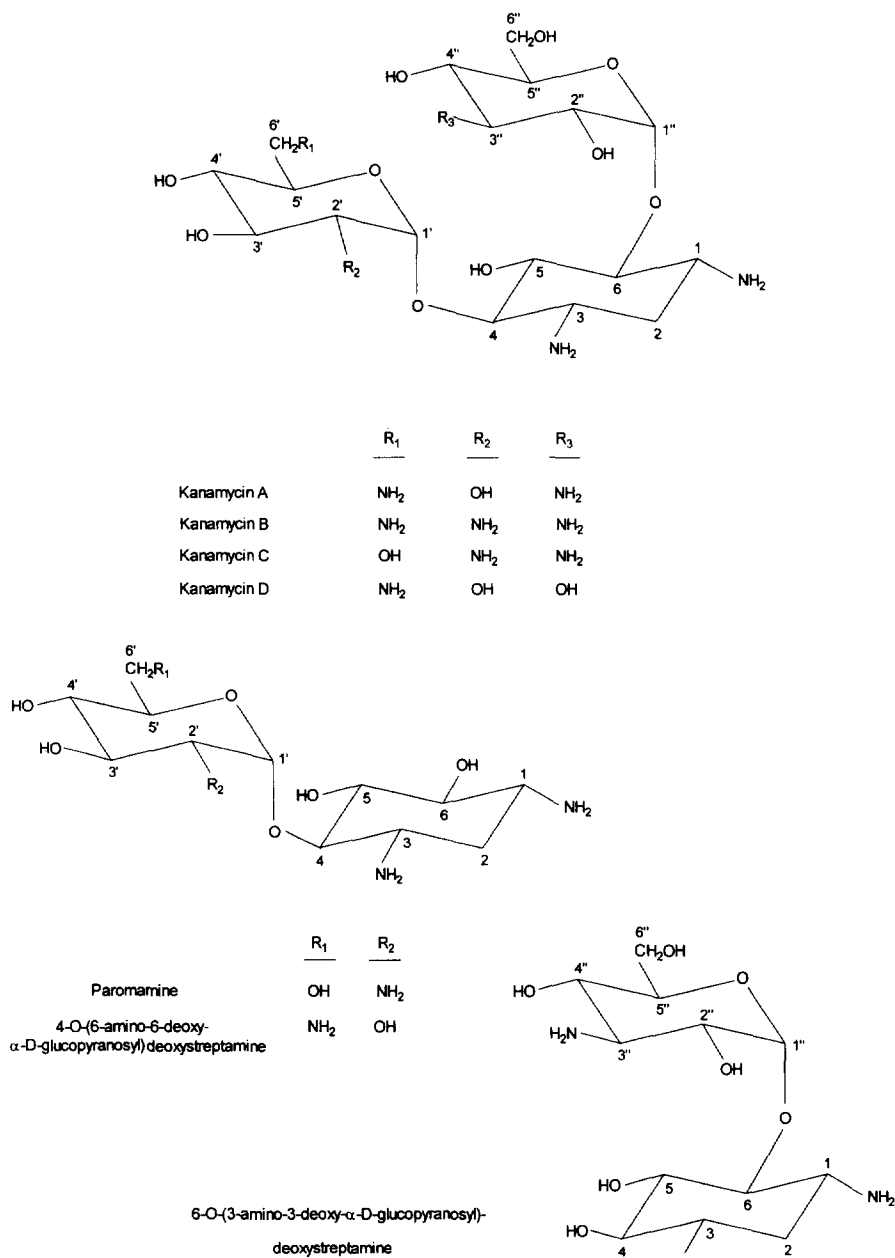 6"
CH₂OH
4"
HO
O
5"
2"
R₃
3"
OH
1"
O
6'
CH₂R₁
4'
HO
O
5'
2'
HO
3'
R₂
1'
O
HO
5
6
1
NH₂
4
3
NH₂
2
R₁ R₂ R₃
Kanamycin A NH₂ OH NH₂
Kanamycin B NH₂ NH₂ NH₂
Kanamycin C OH NH₂ NH₂
Kanamycin D NH₂ OH OH
6'
CH₂R₁
4'
HO
O
5'
2'
HO
3'
R₂
1'
O
OH
HO
5
6
1
NH₂
4
3
NH₂
2
R₁ R₂
Paromamine OH NH₂
4-O-(6-amino-6-deoxy- NH₂ OH
α-D-glucopyranosyl)deoxystreptamine
6"
CH₂OH
4"
HO
O
5"
2"
H₂N
3"
OH
1"
O
HO
5
6
1
NH₂
HO
4
3
2
6-O-(3-amino-3-deoxy-α-D-glucopyranosyl)-
deoxystreptamine